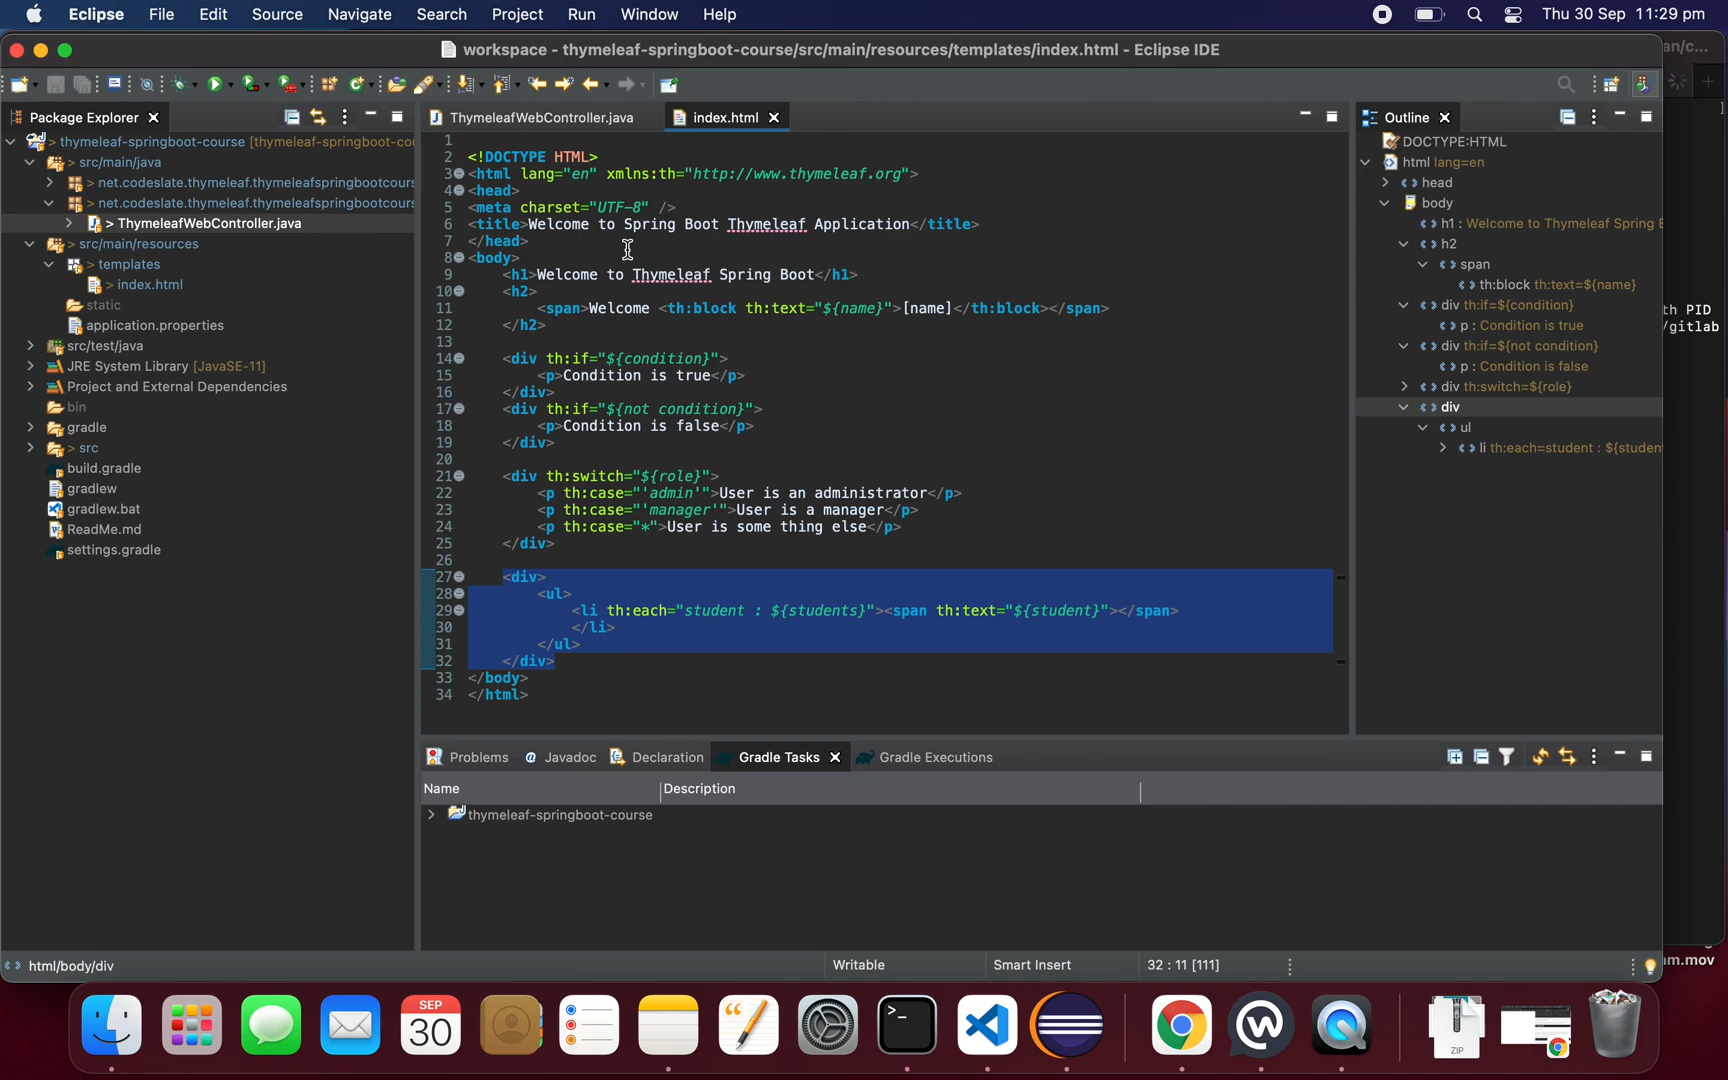 Eclipse File Edit Source Navigate Search Project Run Window Help Thu 30 Sep 11:29 pm
workspace - thymeleaf-springboot-course/src/main/resources/templates/index.html - Eclipse IDE
Package Explorer
> thymeleaf-springboot-course [thymeleaf-springboot-cou
> src/main/java
> net.codeslate.thymeleaf.thymeleafspringbootcours
> net.codeslate.thymeleaf.thymeleafspringbootcours
> ThymeleafWebController.java
> src/main/resources
> templates
> index.html
static
application.properties
src/test/java
JRE System Library [JavaSE-11]
Project and External Dependencies
bin
gradle
> src
build.gradle
gradlew
gradlew.bat
ReadMe.md
settings.gradle
ThymeleafWebController.java index.html
1
2 <!DOCTYPE HTML>
3 <html lang="en" xmlns:th="http://www.thymeleaf.org">
4 <head>
5 <meta charset="UTF-8" />
6 <title>Welcome to Spring Boot Thymeleaf Application</title>
7 </head>
8 <body>
9 <h1>Welcome to Thymeleaf Spring Boot</h1>
10 <h2>
11 <span>Welcome <th:block th:text="${name}">[name]</th:block></span>
12 </h2>
13
14 <div th:if="${condition}">
15 <p>Condition is true</p>
16 </div>
17 <div th:if="${not condition}">
18 <p>Condition is false</p>
19 </div>
20
21 <div th:switch="${role}">
22 <p th:case="'admin'">User is an administrator</p>
23 <p th:case="'manager'">User is a manager</p>
24 <p th:case="*">User is some thing else</p>
25 </div>
26
27 <div>
28 <ul>
29 <li th:each="student : ${students}"><span th:text="${student}"></span>
30 </li>
31 </ul>
32 </div>
33 </body>
34 </html>
Outline
DOCTYPE:HTML
html lang=en
head
body
h1 : Welcome to Thymeleaf Spring B
h2
span
th:block th:text=${name}
div th:if=${condition}
p : Condition is true
div th:if=${not condition}
p : Condition is false
div th:switch=${role}
div
ul
li th:each=student : ${studen
an/c...
th PID
/gitlab
m.mov
Problems @ Javadoc Declaration Gradle Tasks Gradle Executions
Name Description
thymeleaf-springboot-course
html/body/div Writable Smart Insert 32 : 11 [111]
SEP
30
ZIP